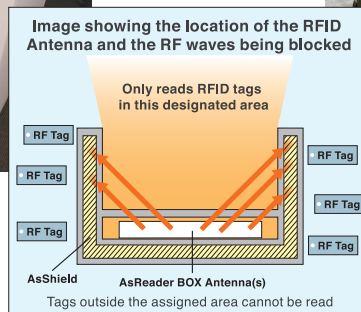 Image showing the location of the RFID
Antenna and the RF waves being blocked
Only reads RFID tags
in this designated area
RF Tag
RF Tag
RF Tag
RF Tag
RF Tag
RF Tag
RF Tag
AsShield
AsReader BOX Antenna(s)
Tags outside the assigned area cannot be read